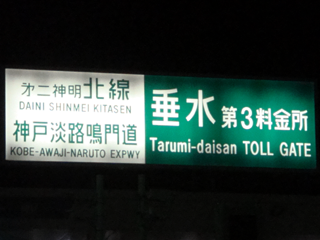 第二神明北線
DAINI SHINMEI KITASEN
神戸淡路鳴門道
KOBE-AWAJI-NARUTO EXPWY
垂水 第3料金所
Tarumi-daisan TOLL GATE